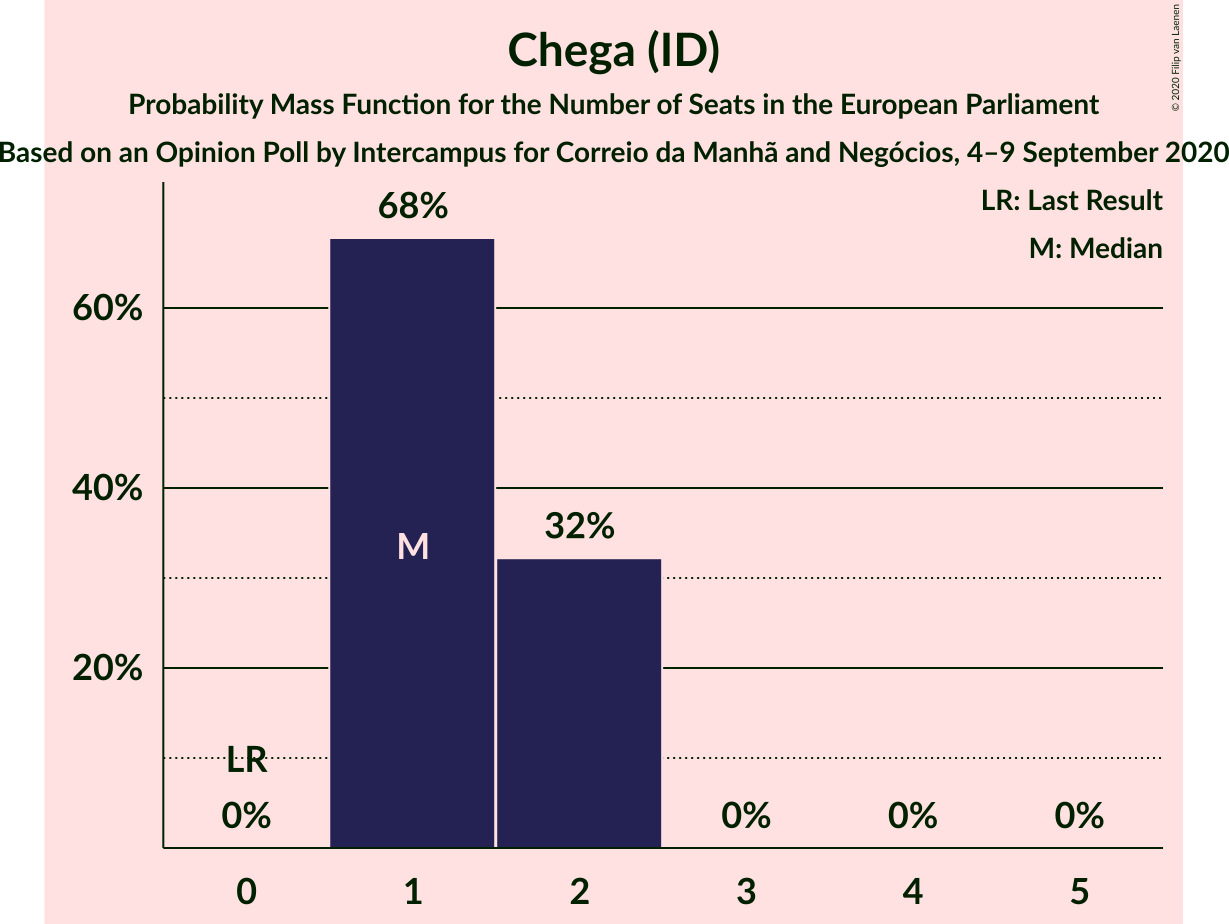 Chega (ID)
Probability Mass Function for the Number of Seats in the European Parliament
Based on an Opinion Poll by Intercampus for Correio da Manhã and Negócios, 4–9 September 2020
© 2020 Filip van Laenen
LR: Last Result
M: Median
68%
60%
40%
32%
M
20%
LR
0%
0%
0%
0%
0
1
2
3
4
5